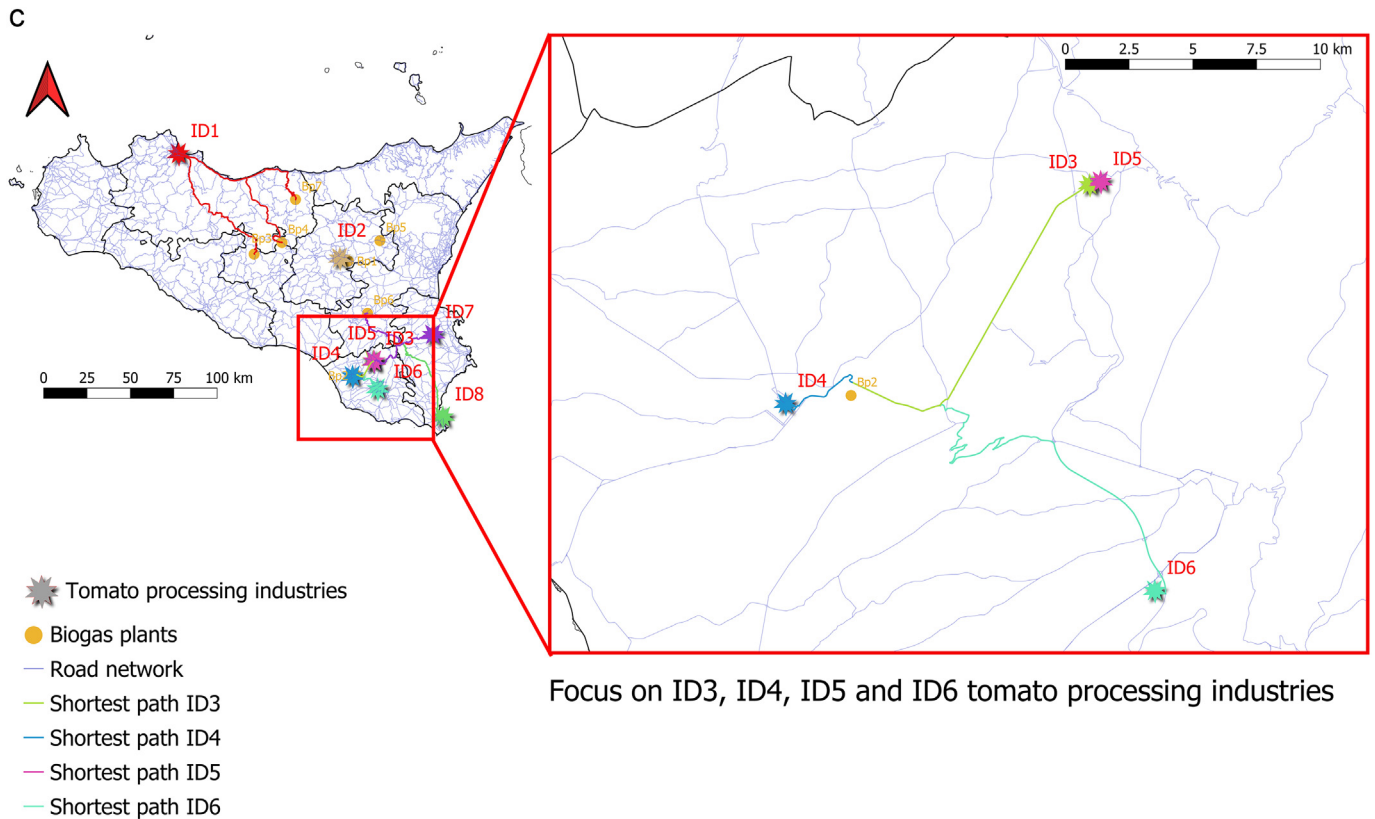 C
0 2.5 5 7.5 10 km
ID1
ID3 ID5
Bp7
Bp4
ID2
Bp5
Bp3
Bp1
Bp6
ID7
ID5 ID3
ID4
ID6
ID4
Bp2
0 25 50 75 100 km
ID8
ID6
Tomato processing industries
Biogas plants
Road network
Shortest path ID3
Shortest path ID4
Shortest path ID5
Shortest path ID6
Focus on ID3, ID4, ID5 and ID6 tomato processing industries